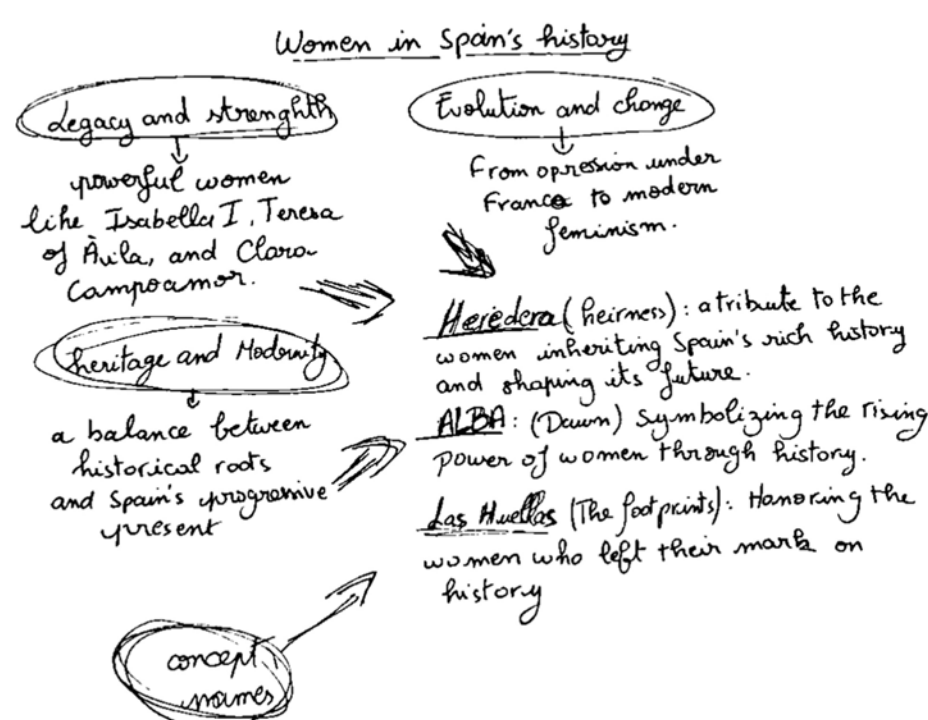 Women in Spain's history
Legacy and strenghth
powerful women
like Isabella I, Teresa
of Àvila, and Clara
Campoamor.
heritage and Modernity
a balance between
historical roots
and Spain's progressive
present
Evolution and change
From opression under
Franco to modern
feminism.
Heredera (heirness): a tribute to the
women inheriting Spain's rich history
and shaping its future.
ALBA: (Dawn) Symbolizing the rising
power of women through history.
Las Huellas (The footprints): Honoring the
women who left their mark on
history
concept
names